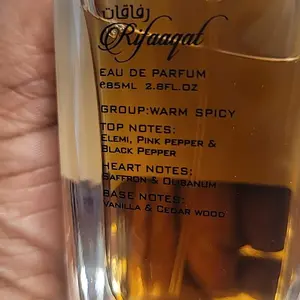 رفاقات
Rifaaqat
EAU DE PARFUM
e85ML 2.8FL.OZ
GROUP:WARM SPICY
TOP NOTES:
ELEMI, PINK PEPPER &
BLACK PEPPER
HEART NOTES:
SAFFRON & OLIBANUM
BASE NOTES:
VANILLA & CEDAR WOOD